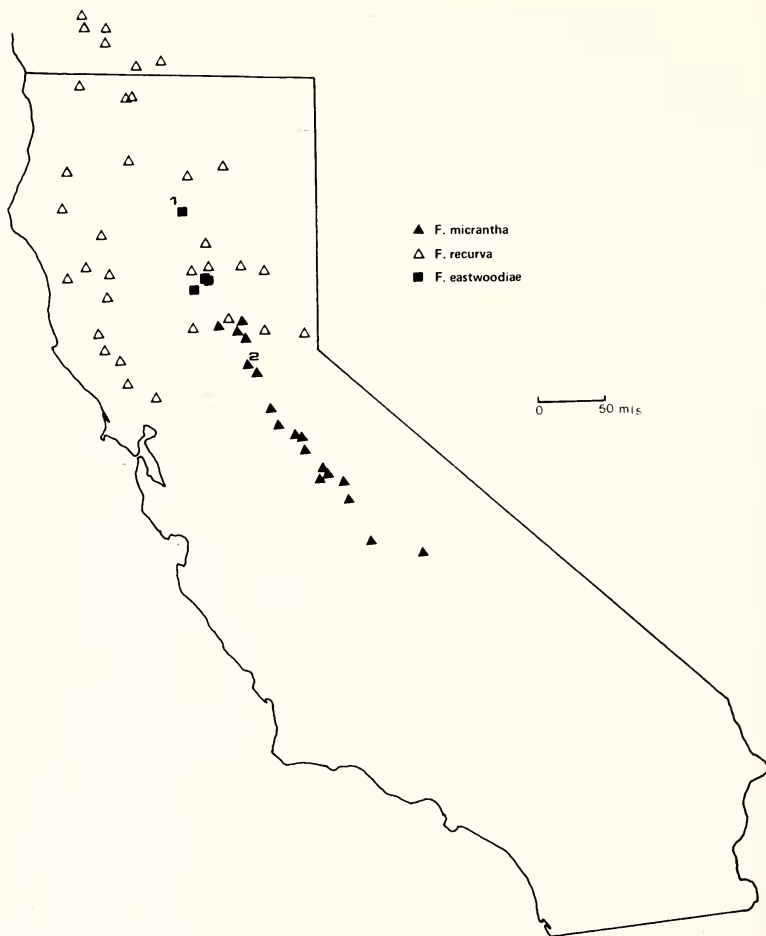 1
▲ F. micrantha
△ F. recurva
■ F. eastwoodiae
2
0 50 mis